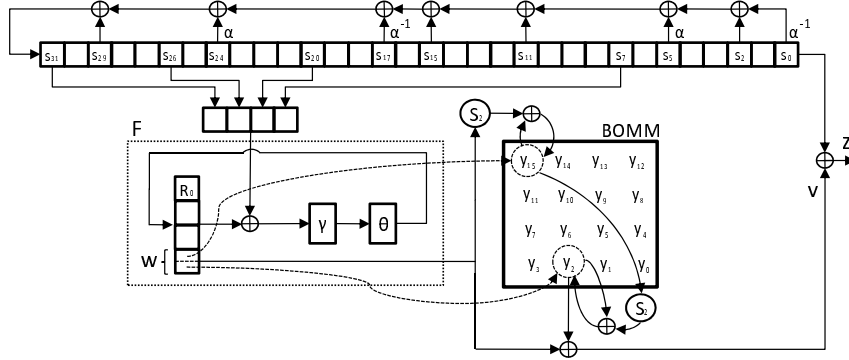 α α⁻¹ α α⁻¹
S₃₁ S₂₉ S₂₆ S₂₄ S₂₀ S₁₇ S₁₅ S₁₁ S₇ S₅ S₂ S₀
F S₂ BOMM
R₀ γ θ
W
y₁₅ y₁₄ y₁₃ y₁₂
y₁₁ y₁₀ y₉ y₈
y₇ y₆ y₅ y₄
y₃ y₂ y₁ y₀
S₂
Z
V